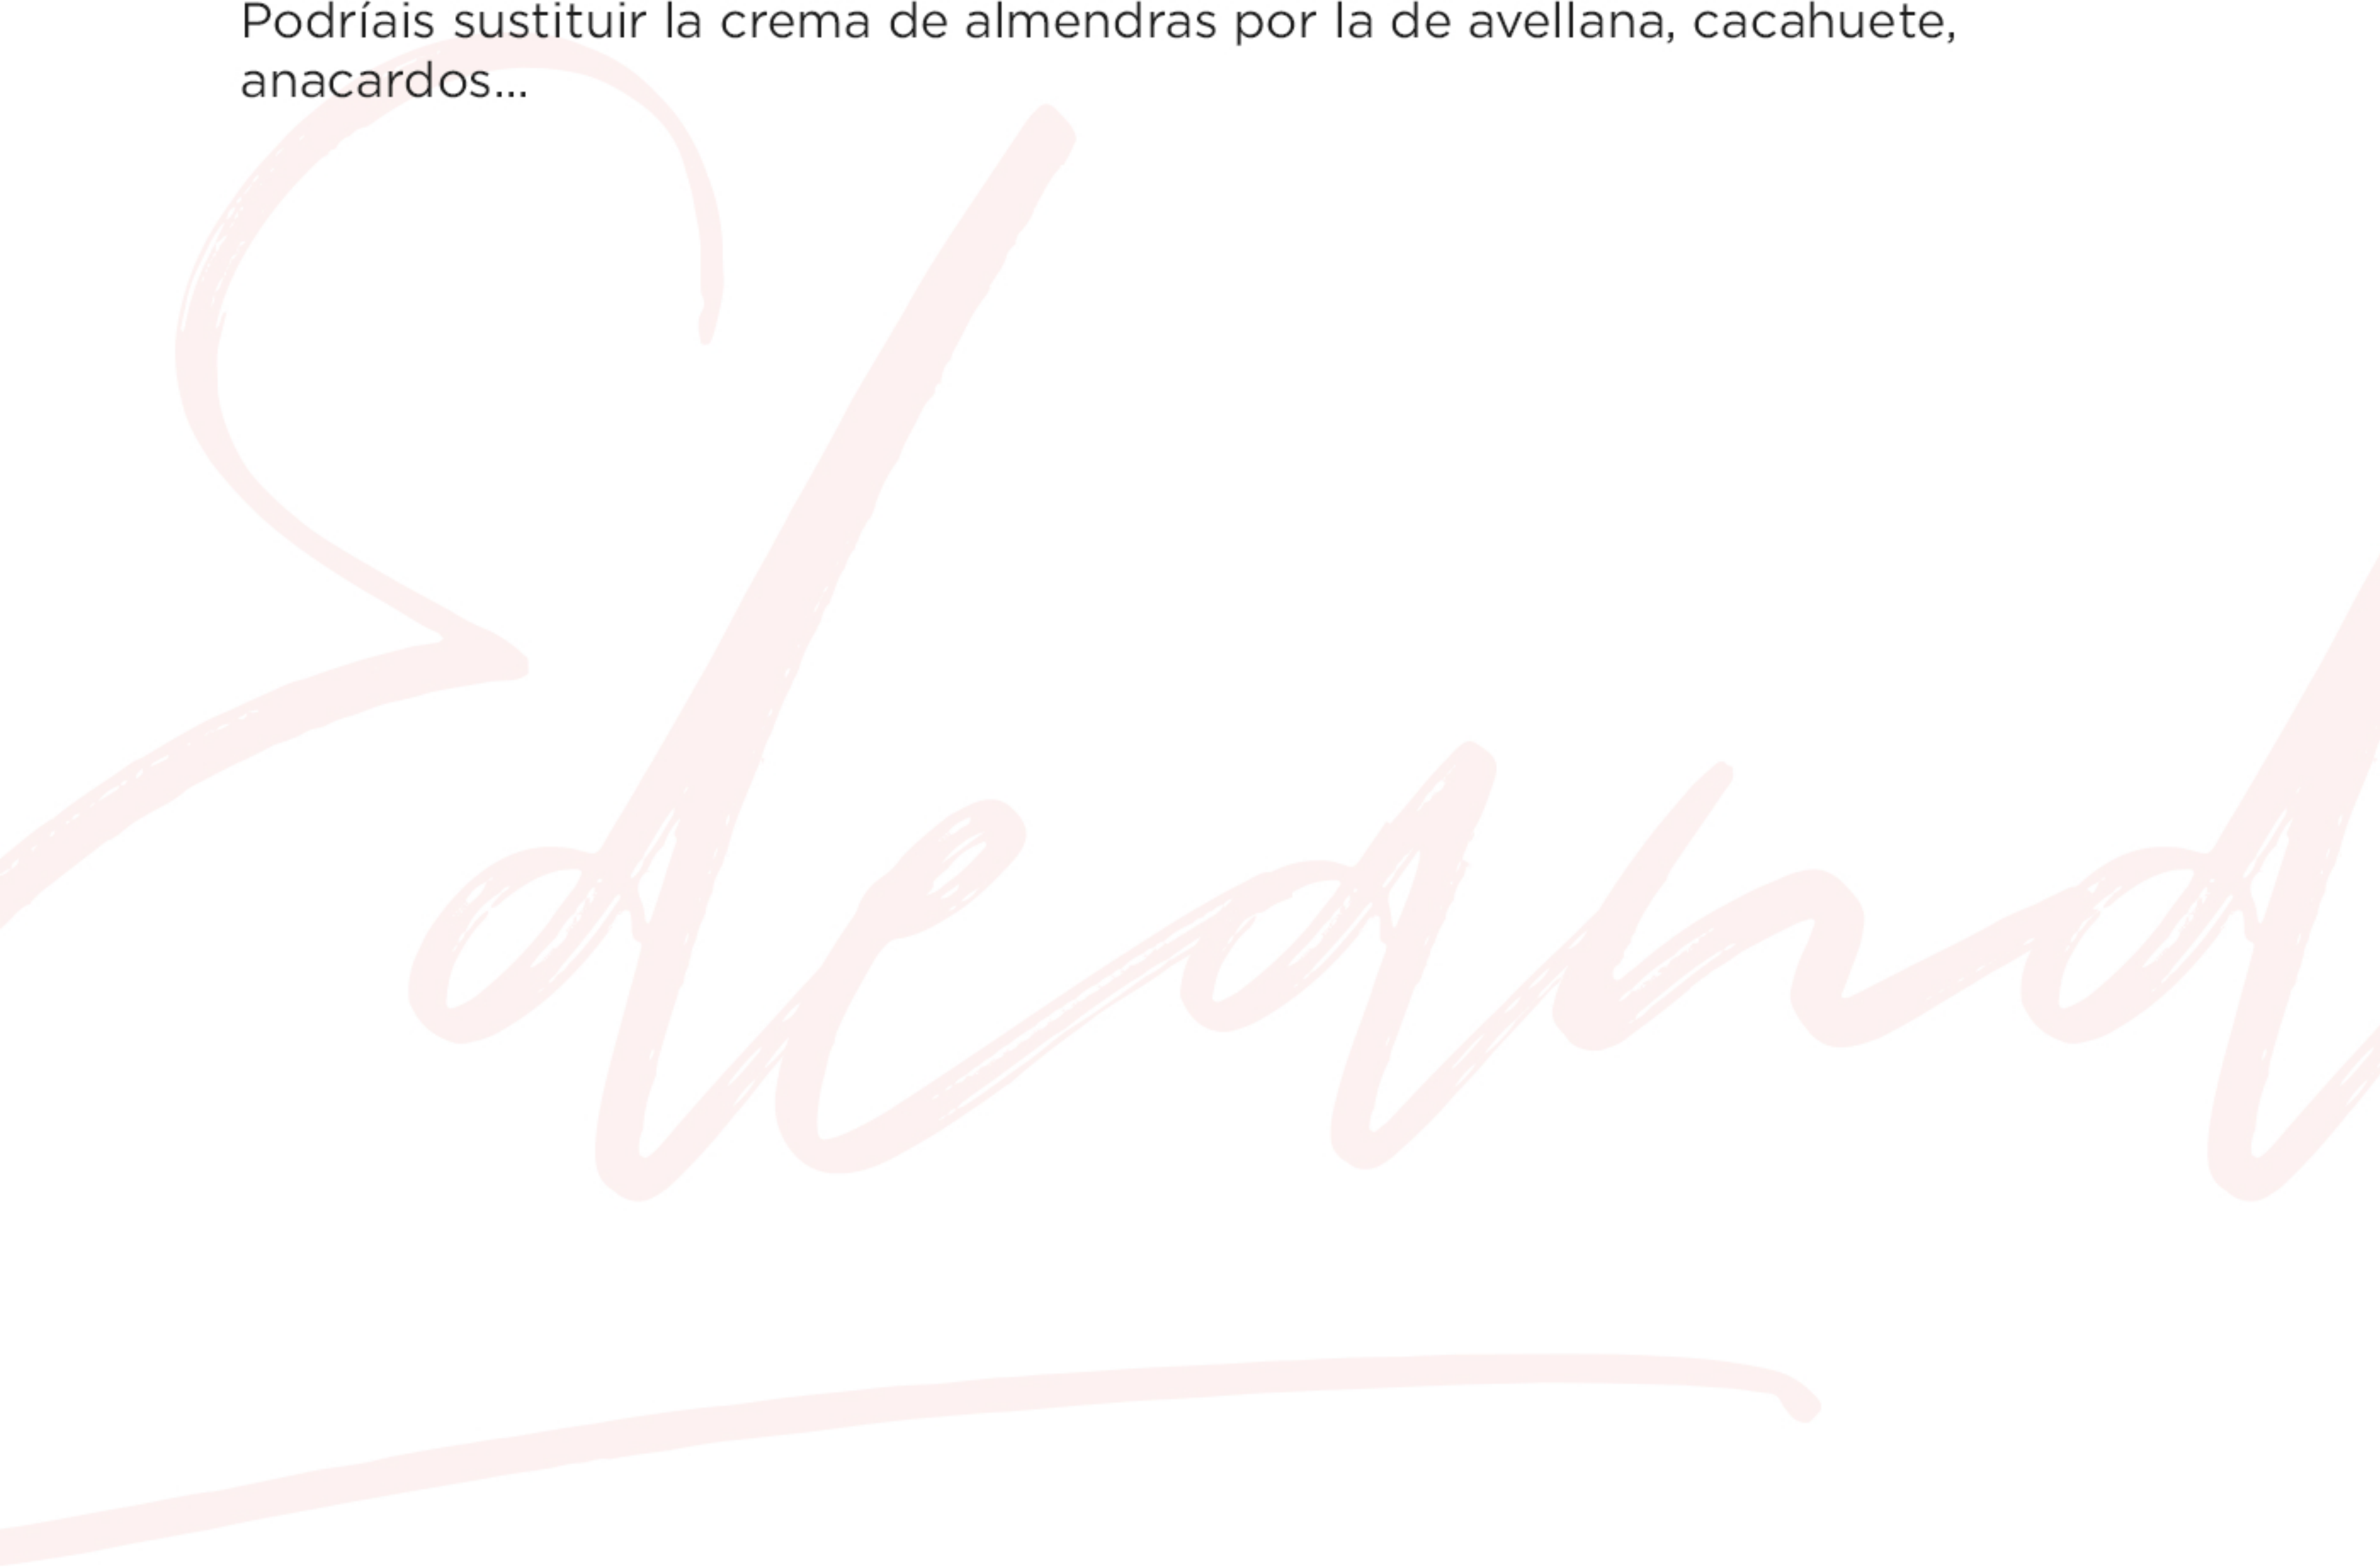 Podríais sustituir la crema de almendras por la de avellana, cacahuete,
anacardos...